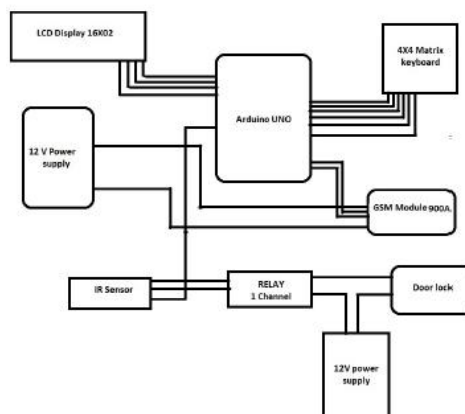 LCD Display 16X02
4X4 Matrix
keyboard
Arduino UNO
12 V Power
supply
GSM Module 900A.
IR Sensor
RELAY
1 Channel
Door lock
12V power
supply